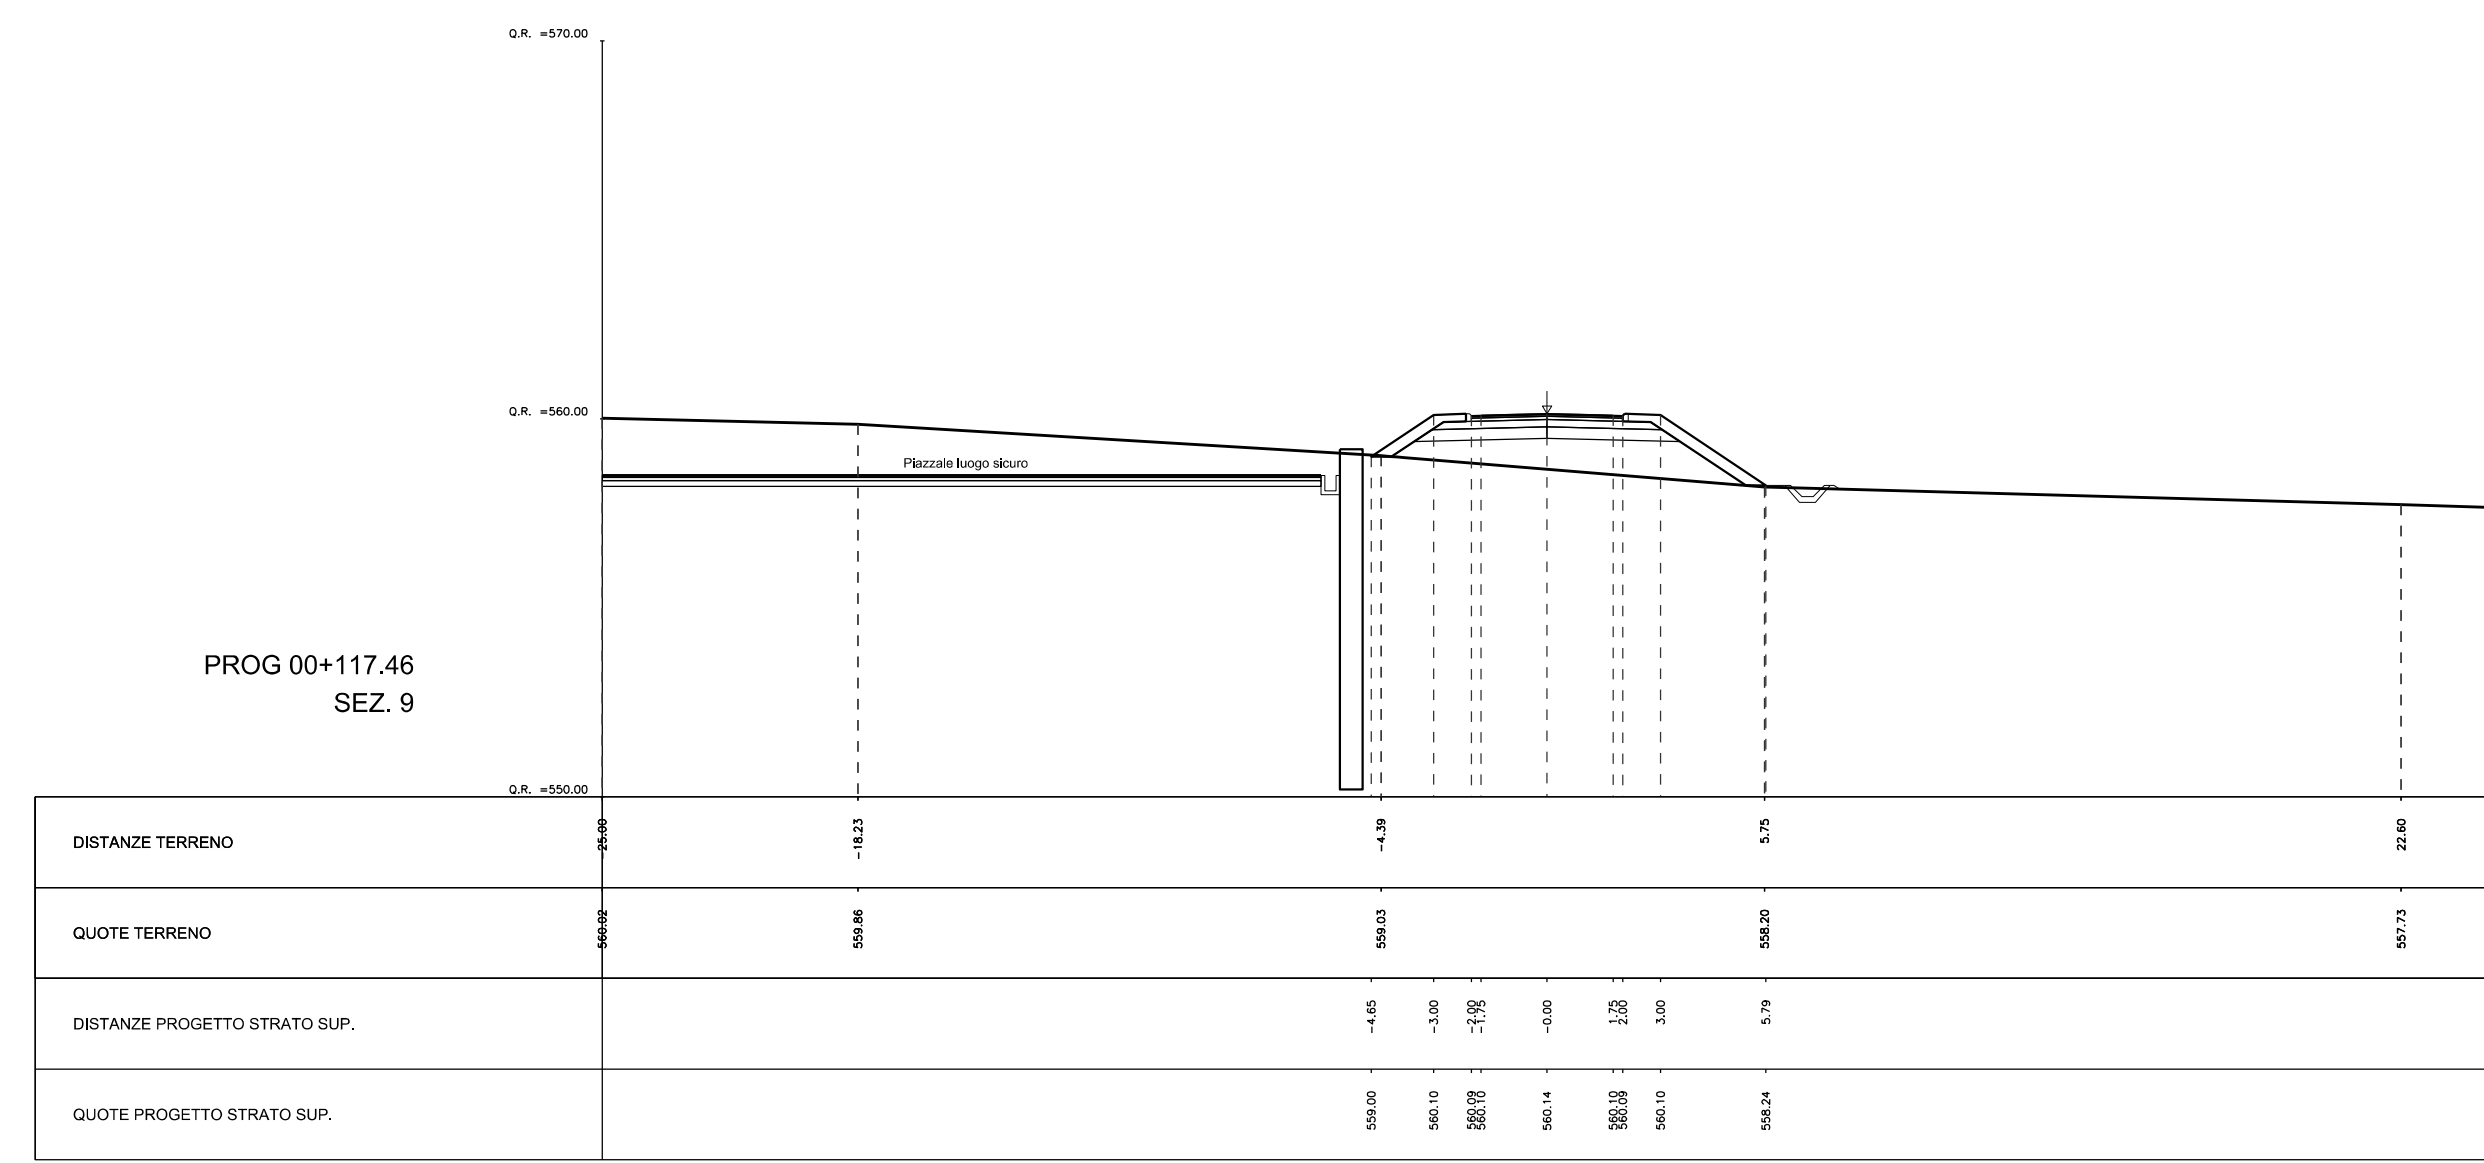 Q.R. =570.00
Q.R. =560.00
Piazzale luogo sicuro
PROG 00+117.46
SEZ. 9
Q.R. =550.00
DISTANZE TERRENO -25.00 -18.23 -4.39 5.75 22.60
QUOTE TERRENO 560.02 559.86 559.03 558.20 557.73
DISTANZE PROGETTO STRATO SUP. -4.65 -3.00 -2.00 -1.75 -0.00 1.75 2.00 3.00 5.79
QUOTE PROGETTO STRATO SUP. 559.00 560.10 560.09 560.10 560.14 560.10 560.09 560.10 558.24